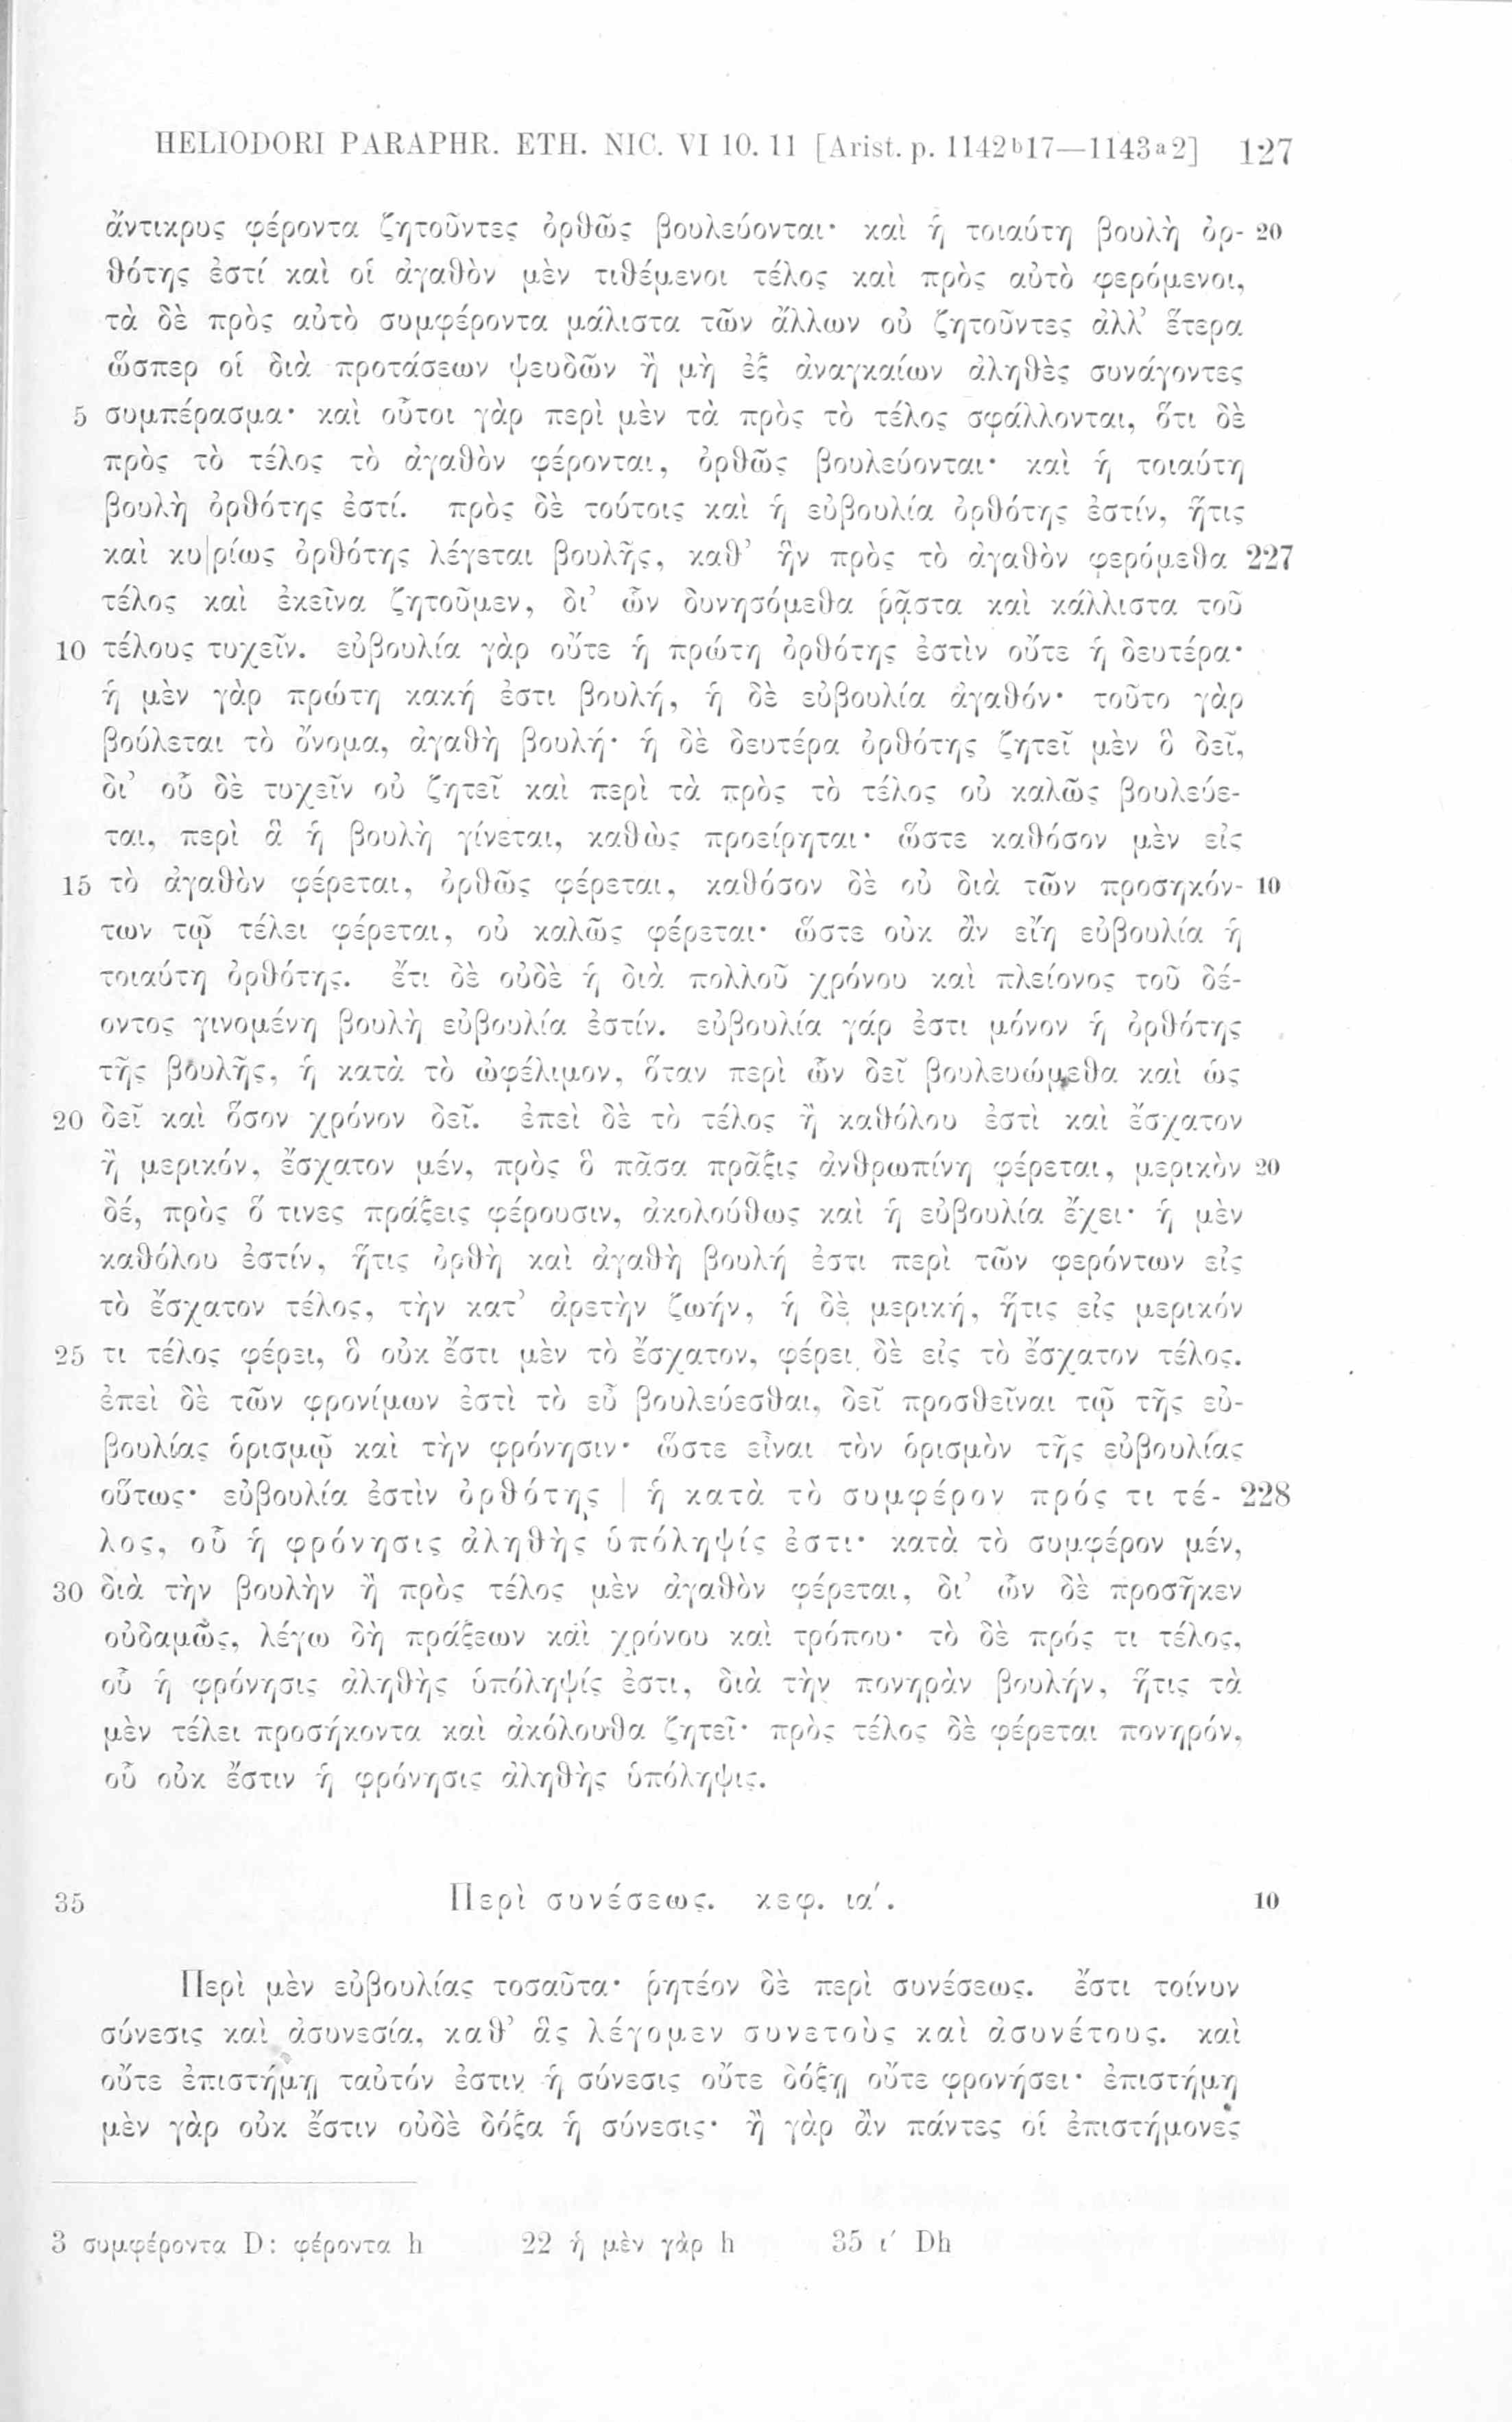 HELIODORI PARAPHR. ETH. NIC. VI 10. 11 [Arist. p. 1142ᵇ17—1143ᵃ2] 127
ἄντικρυς φέροντα ζητοῦντες ὀρθῶς βουλεύονται· καὶ ἡ τοιαύτη βουλὴ ὀρ- 20
θότης ἐστί καὶ οἱ ἀγαθὸν μὲν τιθέμενοι τέλος καὶ πρὸς αὐτὸ φερόμενοι,
τὰ δὲ πρὸς αὐτὸ συμφέροντα μάλιστα τῶν ἄλλων οὐ ζητοῦντες ἀλλ’ ἕτερα
ὥσπερ οἱ διὰ προτάσεων ψευδῶν ἢ μὴ ἐξ ἀναγκαίων ἀληθὲς συνάγοντες
5 συμπέρασμα· καὶ οὗτοι γὰρ περὶ μὲν τὰ πρὸς τὸ τέλος σφάλλονται, ὅτι δὲ
πρὸς τὸ τέλος τὸ ἀγαθὸν φέρονται, ὀρθῶς βουλεύονται· καὶ ἡ τοιαύτη
βουλὴ ὀρθότης ἐστί. πρὸς δὲ τούτοις καὶ ἡ εὐβουλία ὀρθότης ἐστίν, ἥτις
καὶ κυ|ρίως ὀρθότης λέγεται βουλῆς, καθ’ ἣν πρὸς τὸ ἀγαθὸν φερόμεθα 227
τέλος καὶ ἐκεῖνα ζητοῦμεν, δι’ ὧν δυνησόμεθα ῥᾷστα καὶ κάλλιστα τοῦ
10 τέλους τυχεῖν. εὐβουλία γὰρ οὔτε ἡ πρώτη ὀρθότης ἐστὶν οὔτε ἡ δευτέρα·
ἡ μὲν γὰρ πρώτη κακή ἐστι βουλή, ἡ δὲ εὐβουλία ἀγαθόν· τοῦτο γὰρ
βούλεται τὸ ὄνομα, ἀγαθὴ βουλή· ἡ δὲ δευτέρα ὀρθότης ζητεῖ μὲν ὃ δεῖ,
δι’ οὗ δὲ τυχεῖν οὐ ζητεῖ καὶ περὶ τὰ πρὸς τὸ τέλος οὐ καλῶς βουλεύε-
ται, περὶ ἃ ἡ βουλὴ γίνεται, καθὼς προείρηται· ὥστε καθόσον μὲν εἰς
15 τὸ ἀγαθὸν φέρεται, ὀρθῶς φέρεται, καθόσον δὲ οὐ διὰ τῶν προσηκόν- 10
των τῷ τέλει φέρεται, οὐ καλῶς φέρεται· ὥστε οὐκ ἂν εἴη εὐβουλία ἡ
τοιαύτη ὀρθότης. ἔτι δὲ οὐδὲ ἡ διὰ πολλοῦ χρόνου καὶ πλείονος τοῦ δέ-
οντος γινομένη βουλὴ εὐβουλία ἐστίν. εὐβουλία γάρ ἐστι μόνον ἡ ὀρθότης
τῆς βουλῆς, ἡ κατὰ τὸ ὠφέλιμον, ὅταν περὶ ὧν δεῖ βουλευώμεθα καὶ ὡς
20 δεῖ καὶ ὅσον χρόνον δεῖ. ἐπεὶ δὲ τὸ τέλος ἢ καθόλου ἐστὶ καὶ ἔσχατον
ἢ μερικόν, ἔσχατον μέν, πρὸς ὃ πᾶσα πρᾶξις ἀνθρωπίνη φέρεται, μερικὸν 20
δέ, πρὸς ὅ τινες πράξεις φέρουσιν, ἀκολούθως καὶ ἡ εὐβουλία ἔχει· ἡ μὲν
καθόλου ἐστίν, ἥτις ὀρθὴ καὶ ἀγαθὴ βουλή ἐστι περὶ τῶν φερόντων εἰς
τὸ ἔσχατον τέλος, τὴν κατ’ ἀρετὴν ζωήν, ἡ δὲ μερική, ἥτις εἰς μερικόν
25 τι τέλος φέρει, ὃ οὐκ ἔστι μὲν τὸ ἔσχατον, φέρει δὲ εἰς τὸ ἔσχατον τέλος.
ἐπεὶ δὲ τῶν φρονίμων ἐστὶ τὸ εὖ βουλεύεσθαι, δεῖ προσθεῖναι τῷ τῆς εὐ-
βουλίας ὁρισμῷ καὶ τὴν φρόνησιν· ὥστε εἶναι τὸν ὁρισμὸν τῆς εὐβουλίας
οὕτως· εὐβουλία ἐστὶν ὀρθότης | ἡ κατὰ τὸ συμφέρον πρός τι τέ- 228
λος, οὗ ἡ φρόνησις ἀληθὴς ὑπόληψίς ἐστι· κατὰ τὸ συμφέρον μέν,
30 διὰ τὴν βουλὴν ἢ πρὸς τέλος μὲν ἀγαθὸν φέρεται, δι’ ὧν δὲ προσῆκεν
οὐδαμῶς, λέγω δὴ πράξεων καὶ χρόνου καὶ τρόπου· τὸ δὲ πρός τι τέλος,
οὗ ἡ φρόνησις ἀληθὴς ὑπόληψίς ἐστι, διὰ τὴν πονηρὰν βουλήν, ἥτις τὰ
μὲν τέλει προσήκοντα καὶ ἀκόλουθα ζητεῖ· πρὸς τέλος δὲ φέρεται πονηρόν,
οὗ οὐκ ἔστιν ἡ φρόνησις ἀληθὴς ὑπόληψις.
35 Περὶ συνέσεως. κεφ. ια΄. 10
Περὶ μὲν εὐβουλίας τοσαῦτα· ῥητέον δὲ περὶ συνέσεως. ἔστι τοίνυν
σύνεσις καὶ ἀσυνεσία, καθ’ ἃς λέγομεν συνετοὺς καὶ ἀσυνέτους. καὶ
οὔτε ἐπιστήμῃ ταὐτόν ἐστιν ἡ σύνεσις οὔτε δόξῃ οὔτε φρονήσει· ἐπιστήμη
μὲν γὰρ οὐκ ἔστιν οὐδὲ δόξα ἡ σύνεσις· ἢ γὰρ ἂν πάντες οἱ ἐπιστήμονες
3 συμφέροντα D: φέροντα h 22 ἡ μὲν γὰρ h 35 ι΄ Dh